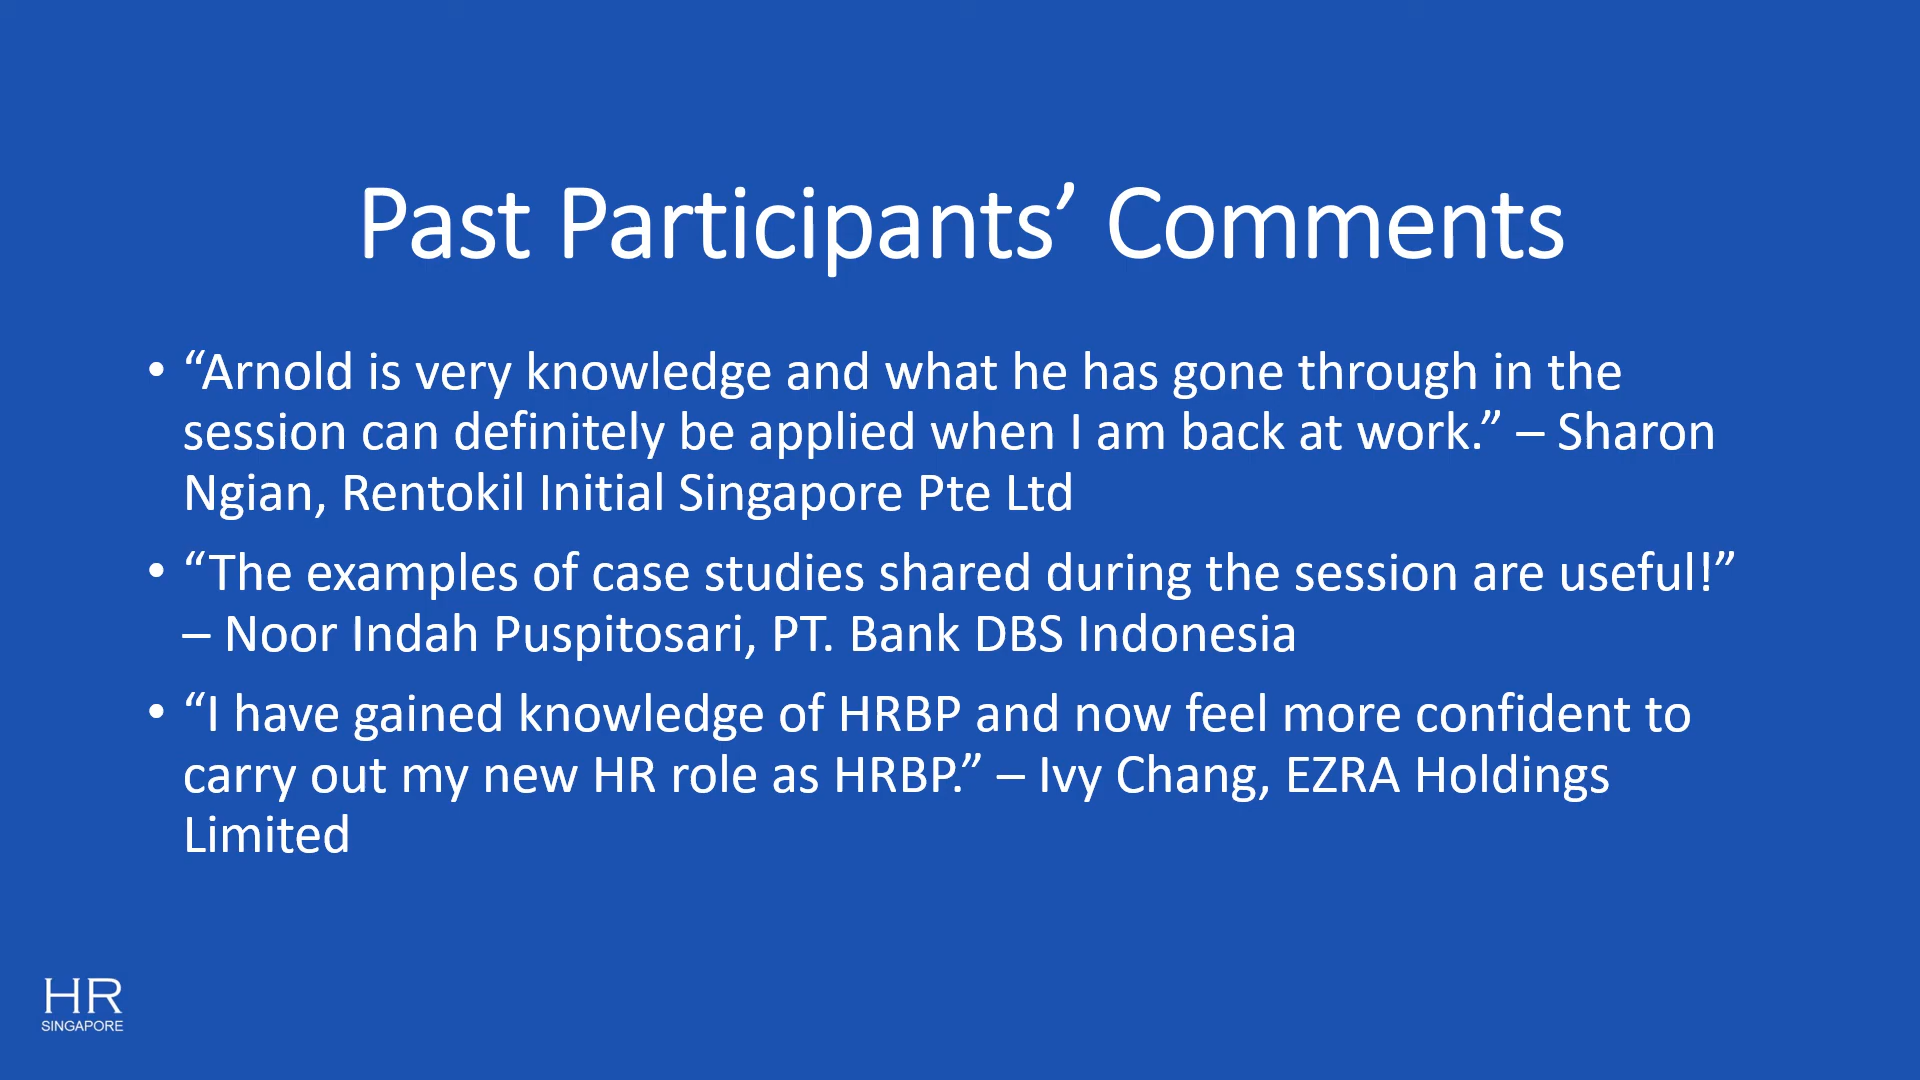 Past Participants’ Comments
• “Arnold is very knowledge and what he has gone through in the
session can definitely be applied when I am back at work.” – Sharon
Ngian, Rentokil Initial Singapore Pte Ltd
• “The examples of case studies shared during the session are useful!”
– Noor Indah Puspitosari, PT. Bank DBS Indonesia
• “I have gained knowledge of HRBP and now feel more confident to
carry out my new HR role as HRBP.” – Ivy Chang, EZRA Holdings
Limited
HR
SINGAPORE